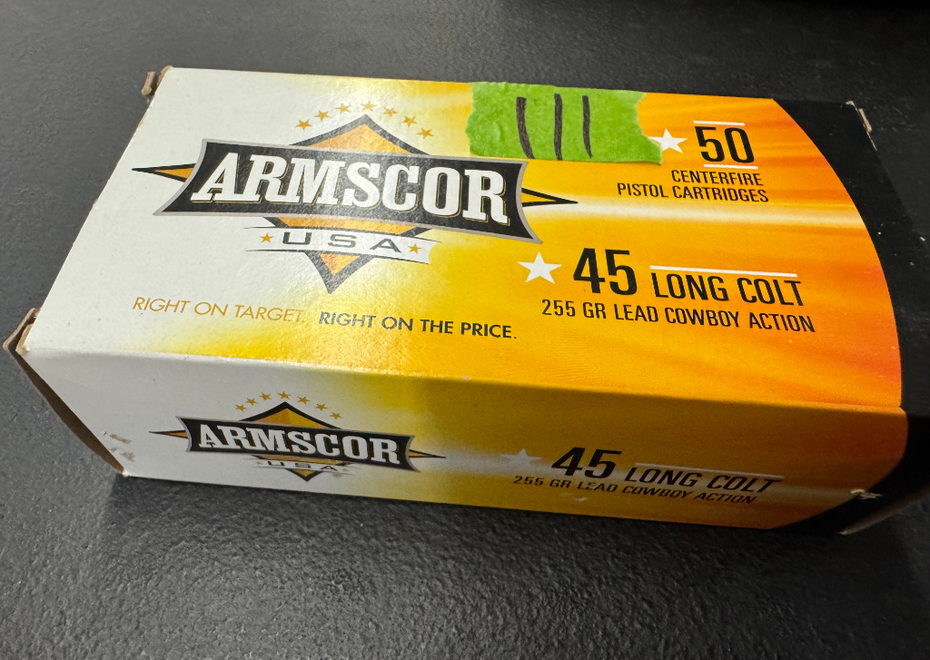 ARMSCOR
USA
RIGHT ON TARGET. RIGHT ON THE PRICE.
50
CENTERFIRE
PISTOL CARTRIDGES
45 LONG COLT
255 GR LEAD COWBOY ACTION
ARMSCOR
USA
45 LONG COLT
255 GR LEAD COWBOY ACTION